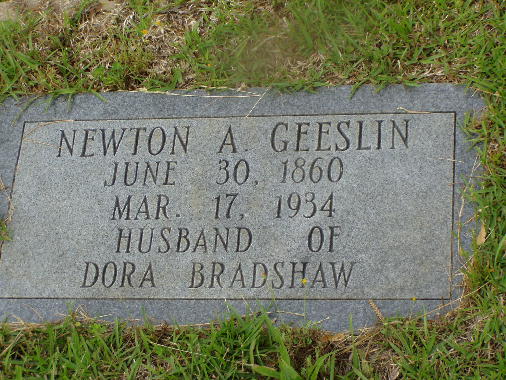 NEWTON A. GEESLIN
JUNE 30, 1860
MAR. 17, 1934
HUSBAND OF
DORA BRADSHAW